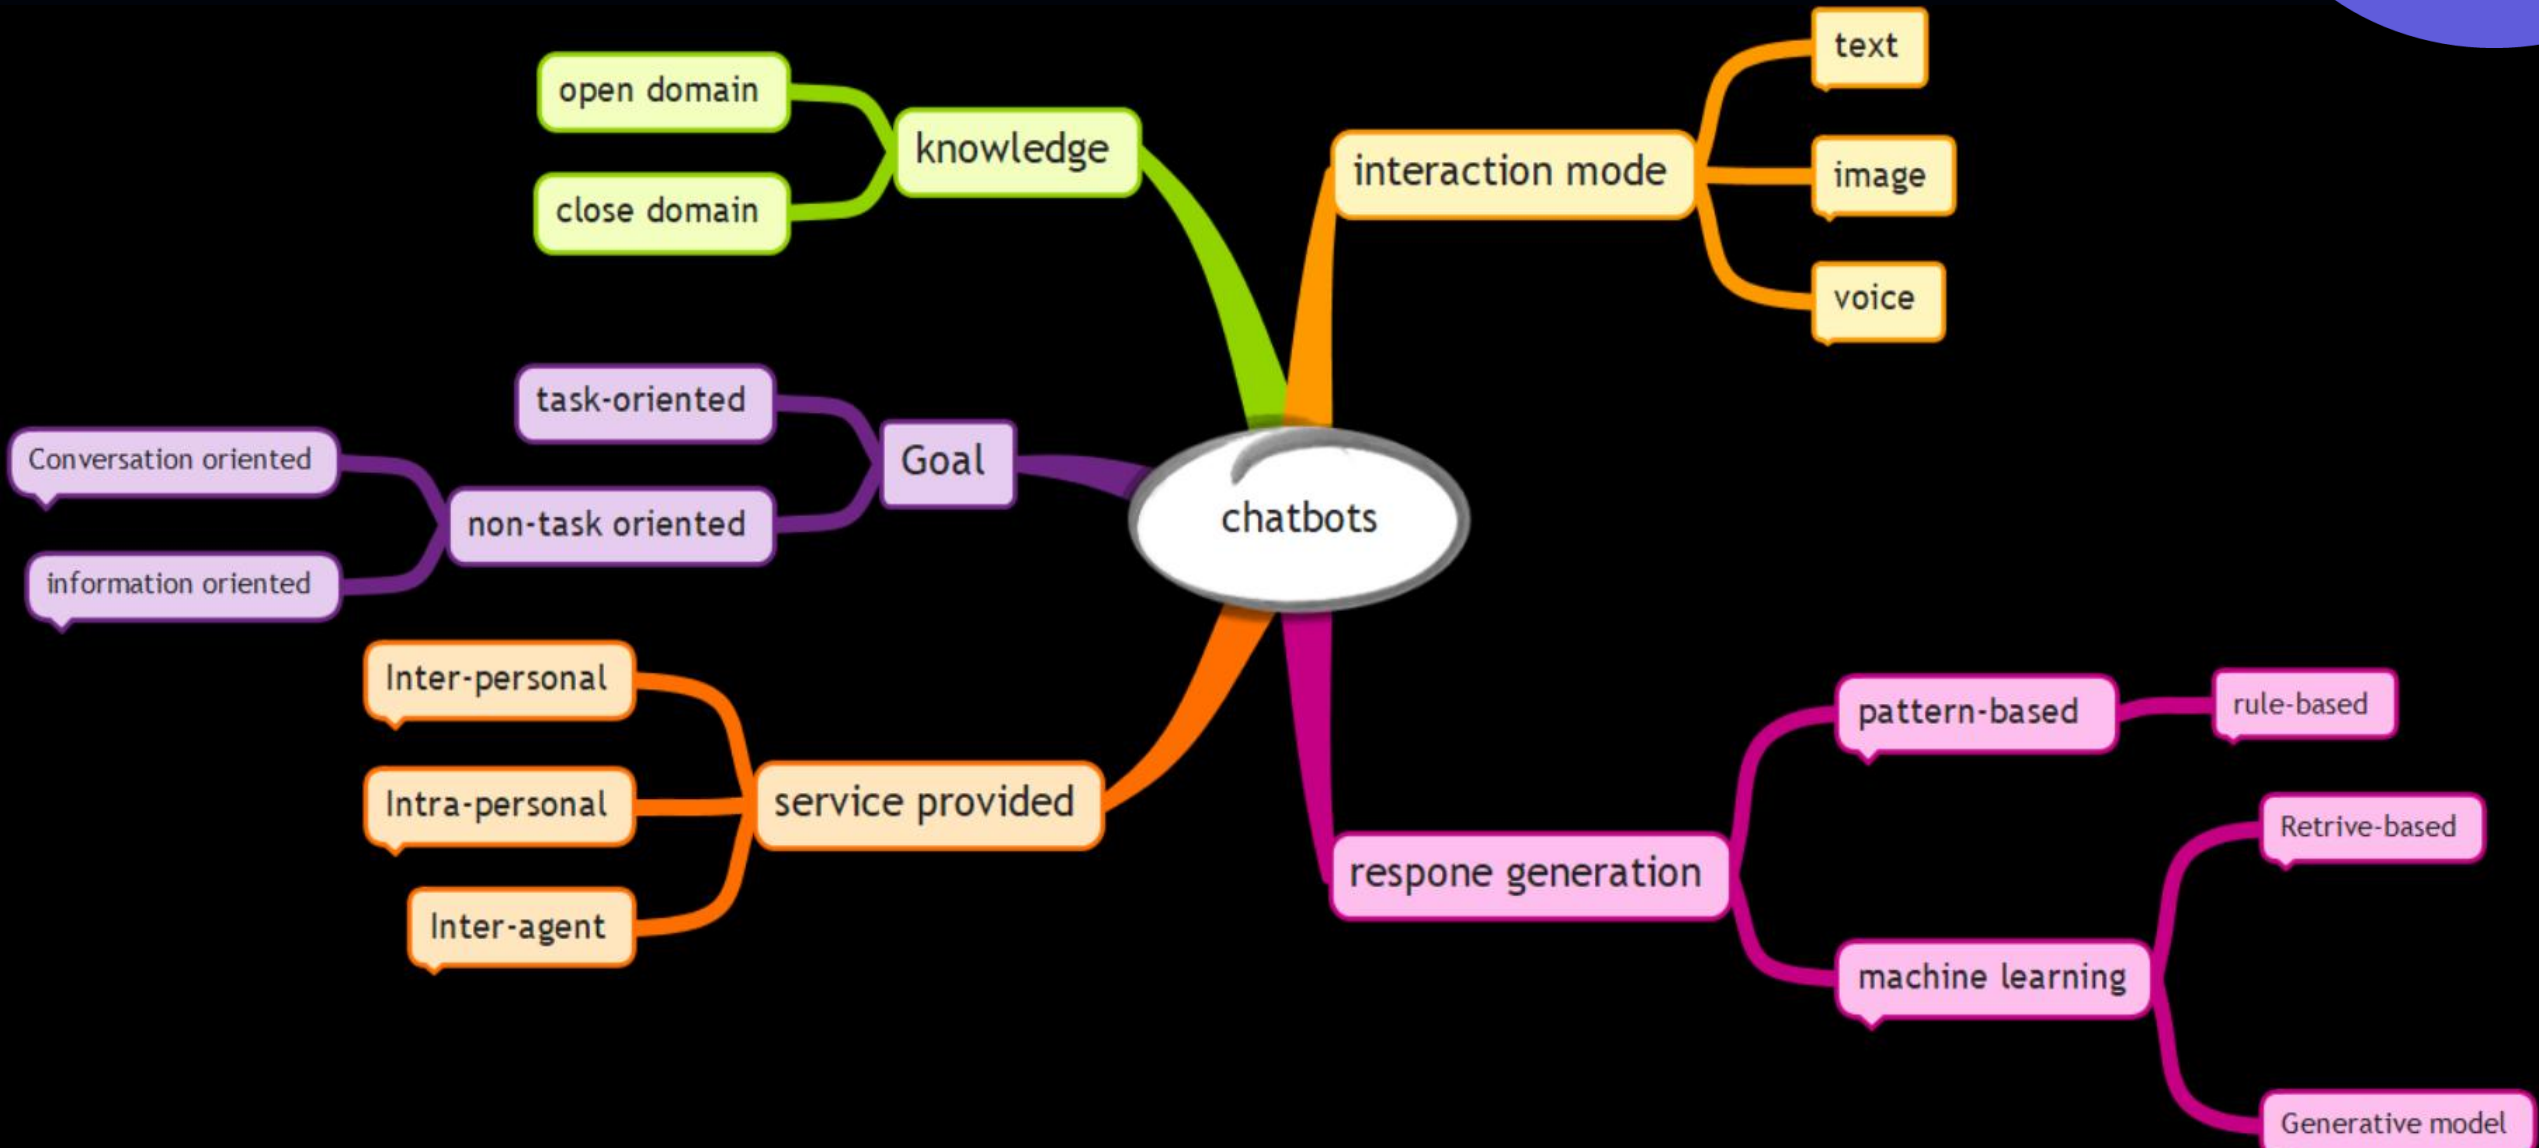 chatbots
knowledge
open domain
close domain
Goal
task-oriented
non-task oriented
Conversation oriented
information oriented
service provided
Inter-personal
Intra-personal
Inter-agent
interaction mode
text
image
voice
respone generation
pattern-based
rule-based
machine learning
Retrive-based
Generative model